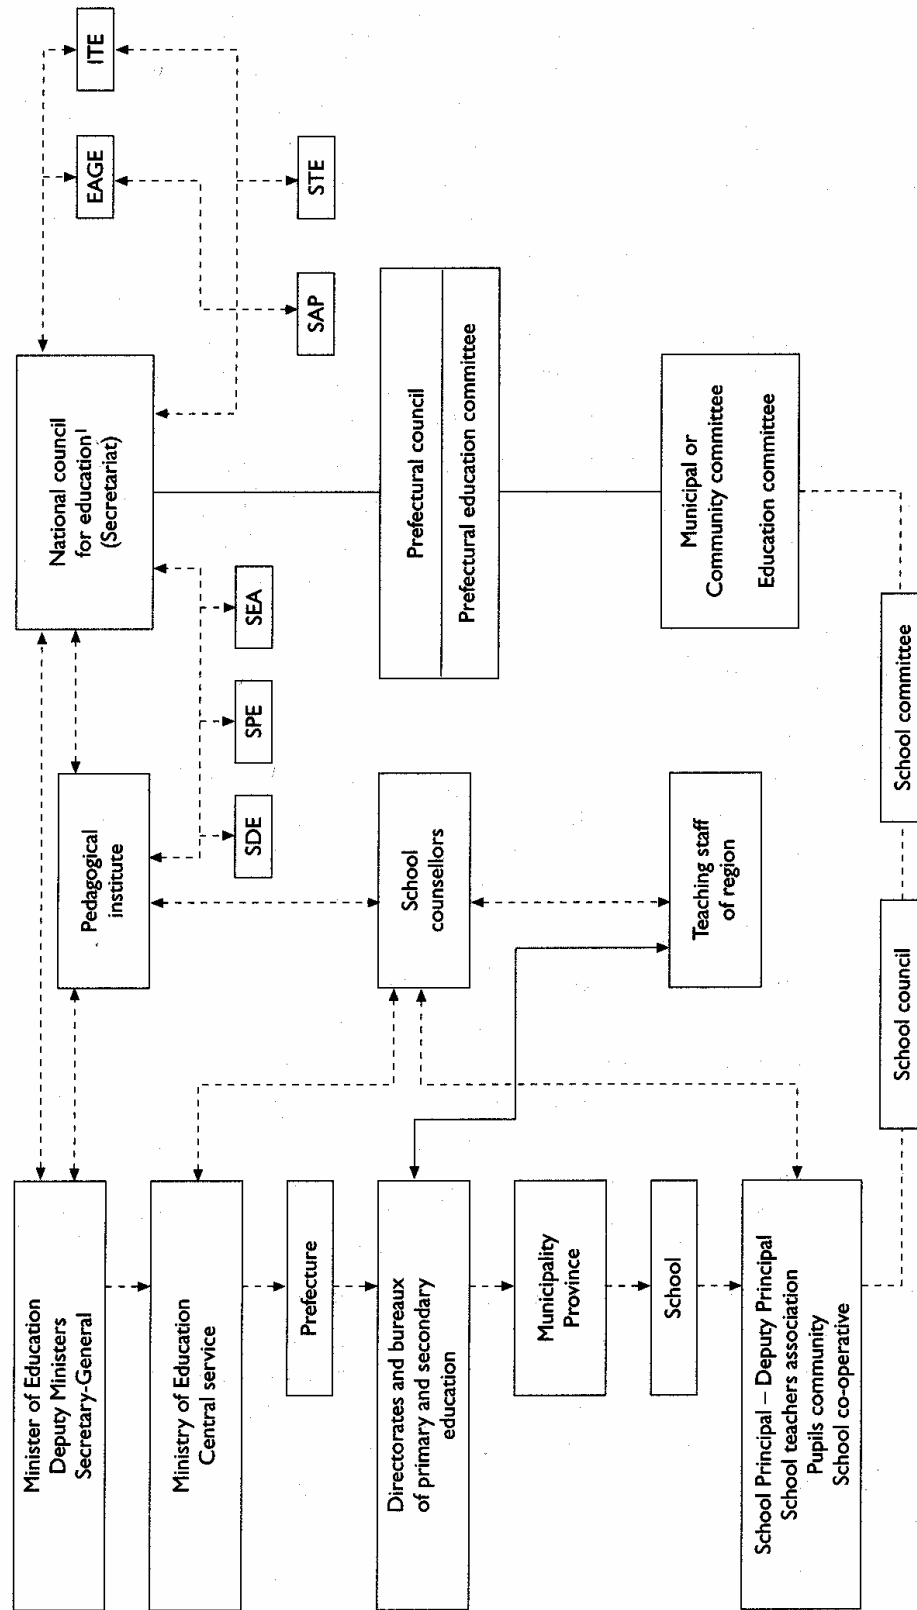 Minister of Education
Deputy Ministers
Secretary-General
Ministry of Education
Central service
Prefecture
Directorates and bureaux
of primary and secondary
education
Municipality
Province
School
School Principal – Deputy Principal
School teachers association
Pupils community
School co-operative
Pedagogical
institute
SDE
SPE
SEA
School
counsellors
Teaching staff
of region
School council
School committee
National council
for education¹
(Secretariat)
Prefectural council
Prefectural education committee
Municipal or
Community committee
Education committee
SAP
STE
EAGE
ITE